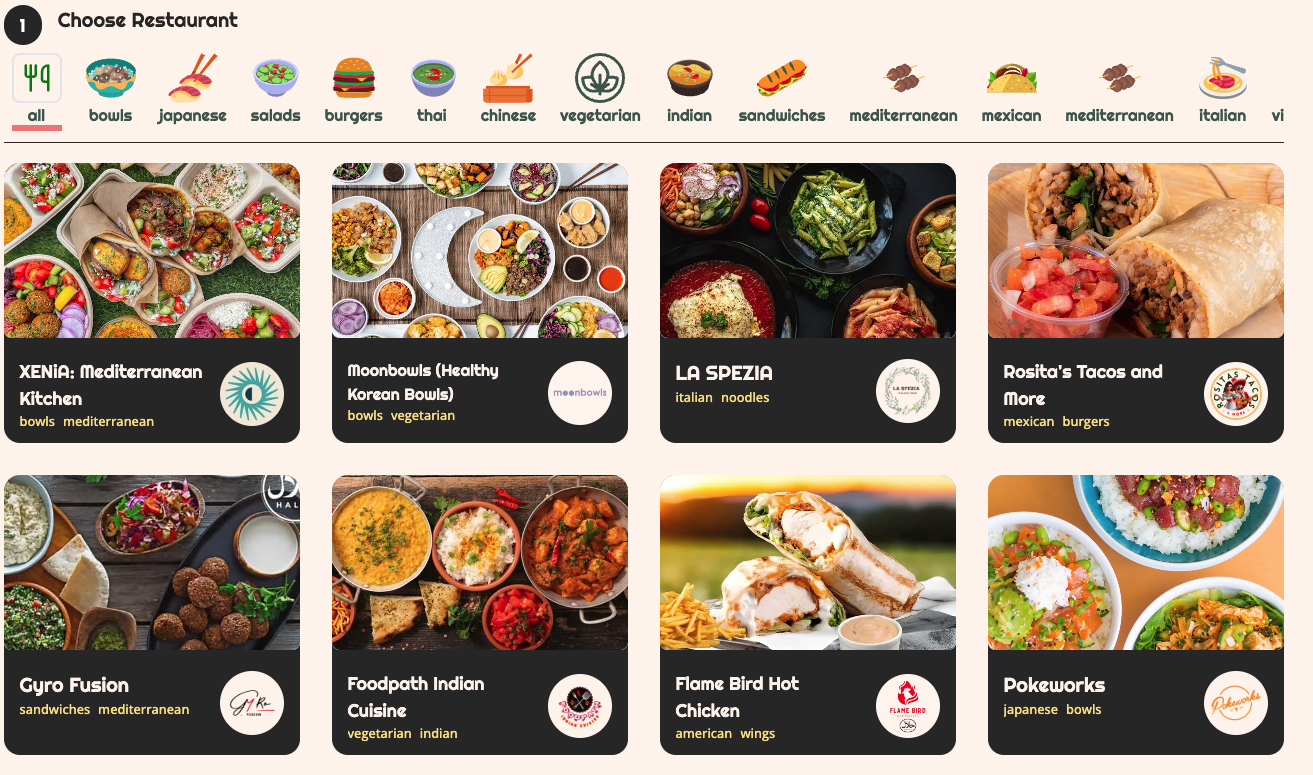 1 Choose Restaurant
all bowls japanese salads burgers thai chinese vegetarian indian sandwiches mediterranean mexican mediterranean italian vi
XENiA: Mediterranean
Kitchen
bowls mediterranean
Moonbowls (Healthy
Korean Bowls)
bowls vegetarian
moonbowls
LA SPEZIA
italian noodles
LA SPEZIA
Rosita's Tacos and
More
mexican burgers
ROSITAS TACOS
& MORE
HAL
Gyro Fusion
sandwiches mediterranean
GyRo
FUSION
Foodpath Indian
Cuisine
vegetarian indian
INDIAN CUISINE
Flame Bird Hot
Chicken
american wings
FLAME BIRD
Pokeworks
japanese bowls
Pokeworks